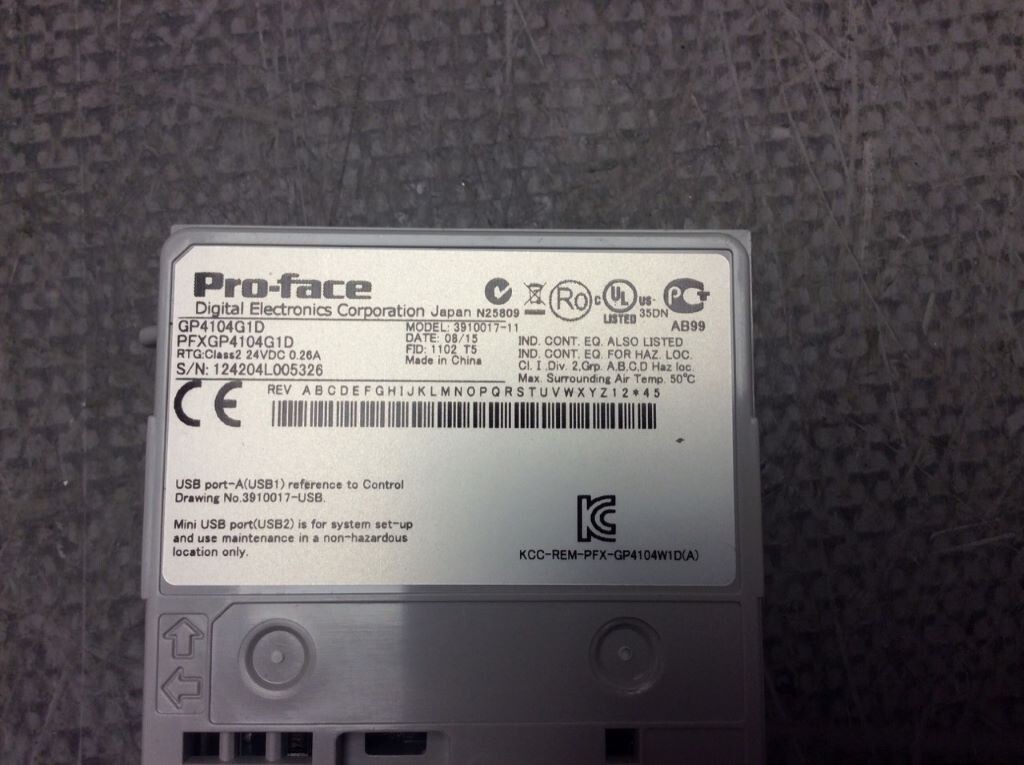 Pro-face
Digital Electronics Corporation Japan N25809
GP4104G1D
PFXGP4104G1D
RTG:Class2 24VDC 0.26A
S/N: 124204L005326
MODEL: 3910017-11
DATE: 08/15
FID: 1102 T5
Made in China
Ro
C UL US
LISTED 35DN
PC
AB99
IND. CONT. EQ. ALSO LISTED
IND. CONT. EQ. FOR HAZ. LOC.
Cl. I ,Div. 2,Grp. A,B,C,D Haz loc.
Max. Surrounding Air Temp. 50°C
CE
REV A B C D E F G H I J K L M N O P Q R S T U V W X Y Z 1 2 * 4 5
USB port-A(USB1) reference to Control
Drawing No.3910017-USB.
Mini USB port(USB2) is for system set-up
and use maintenance in a non-hazardous
location only.
KC
KCC-REM-PFX-GP4104W1D(A)